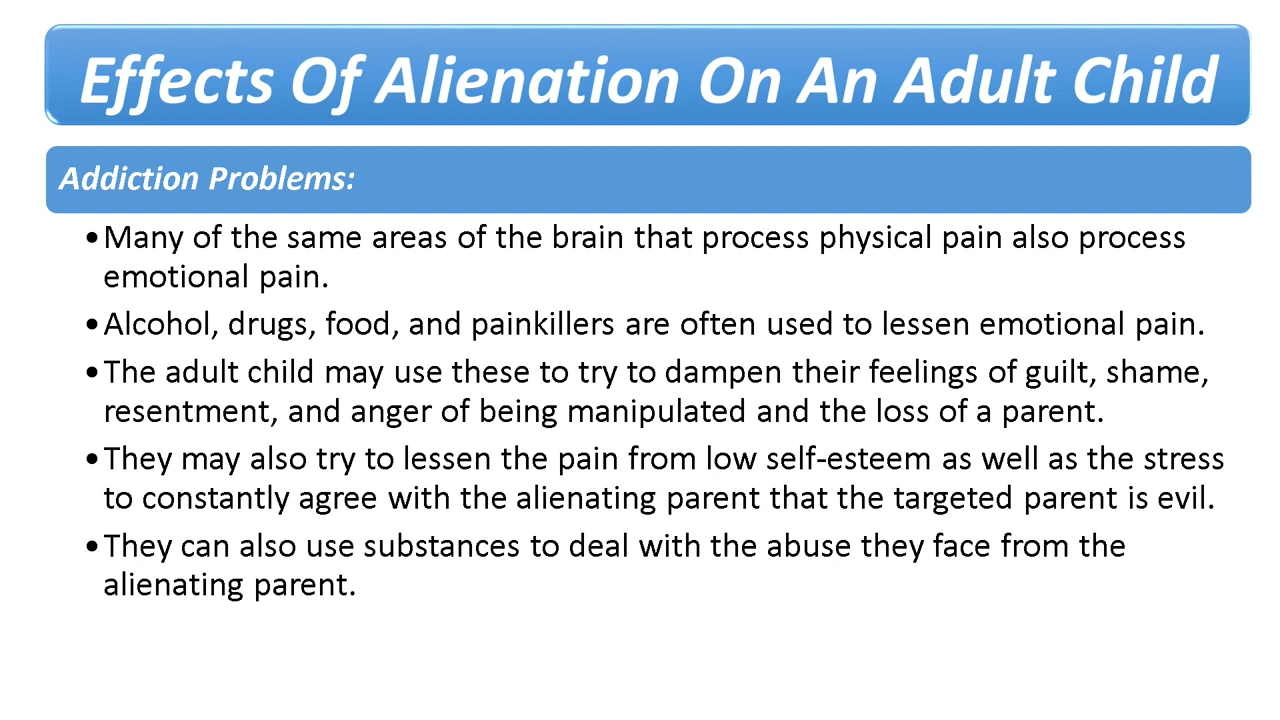 Effects Of Alienation On An Adult Child
Addiction Problems:
•Many of the same areas of the brain that process physical pain also process
emotional pain.
•Alcohol, drugs, food, and painkillers are often used to lessen emotional pain.
•The adult child may use these to try to dampen their feelings of guilt, shame,
resentment, and anger of being manipulated and the loss of a parent.
•They may also try to lessen the pain from low self-esteem as well as the stress
to constantly agree with the alienating parent that the targeted parent is evil.
•They can also use substances to deal with the abuse they face from the
alienating parent.